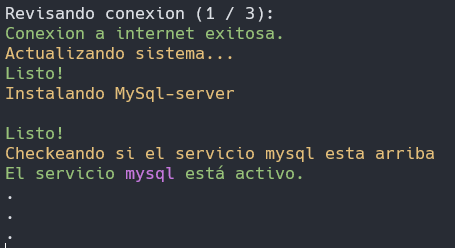 Revisando conexion (1 / 3):
Conexion a internet exitosa.
Actualizando sistema...
Listo!
Instalando MySql-server
Listo!
Checkeando si el servicio mysql esta arriba
El servicio mysql está activo.
.
.
.